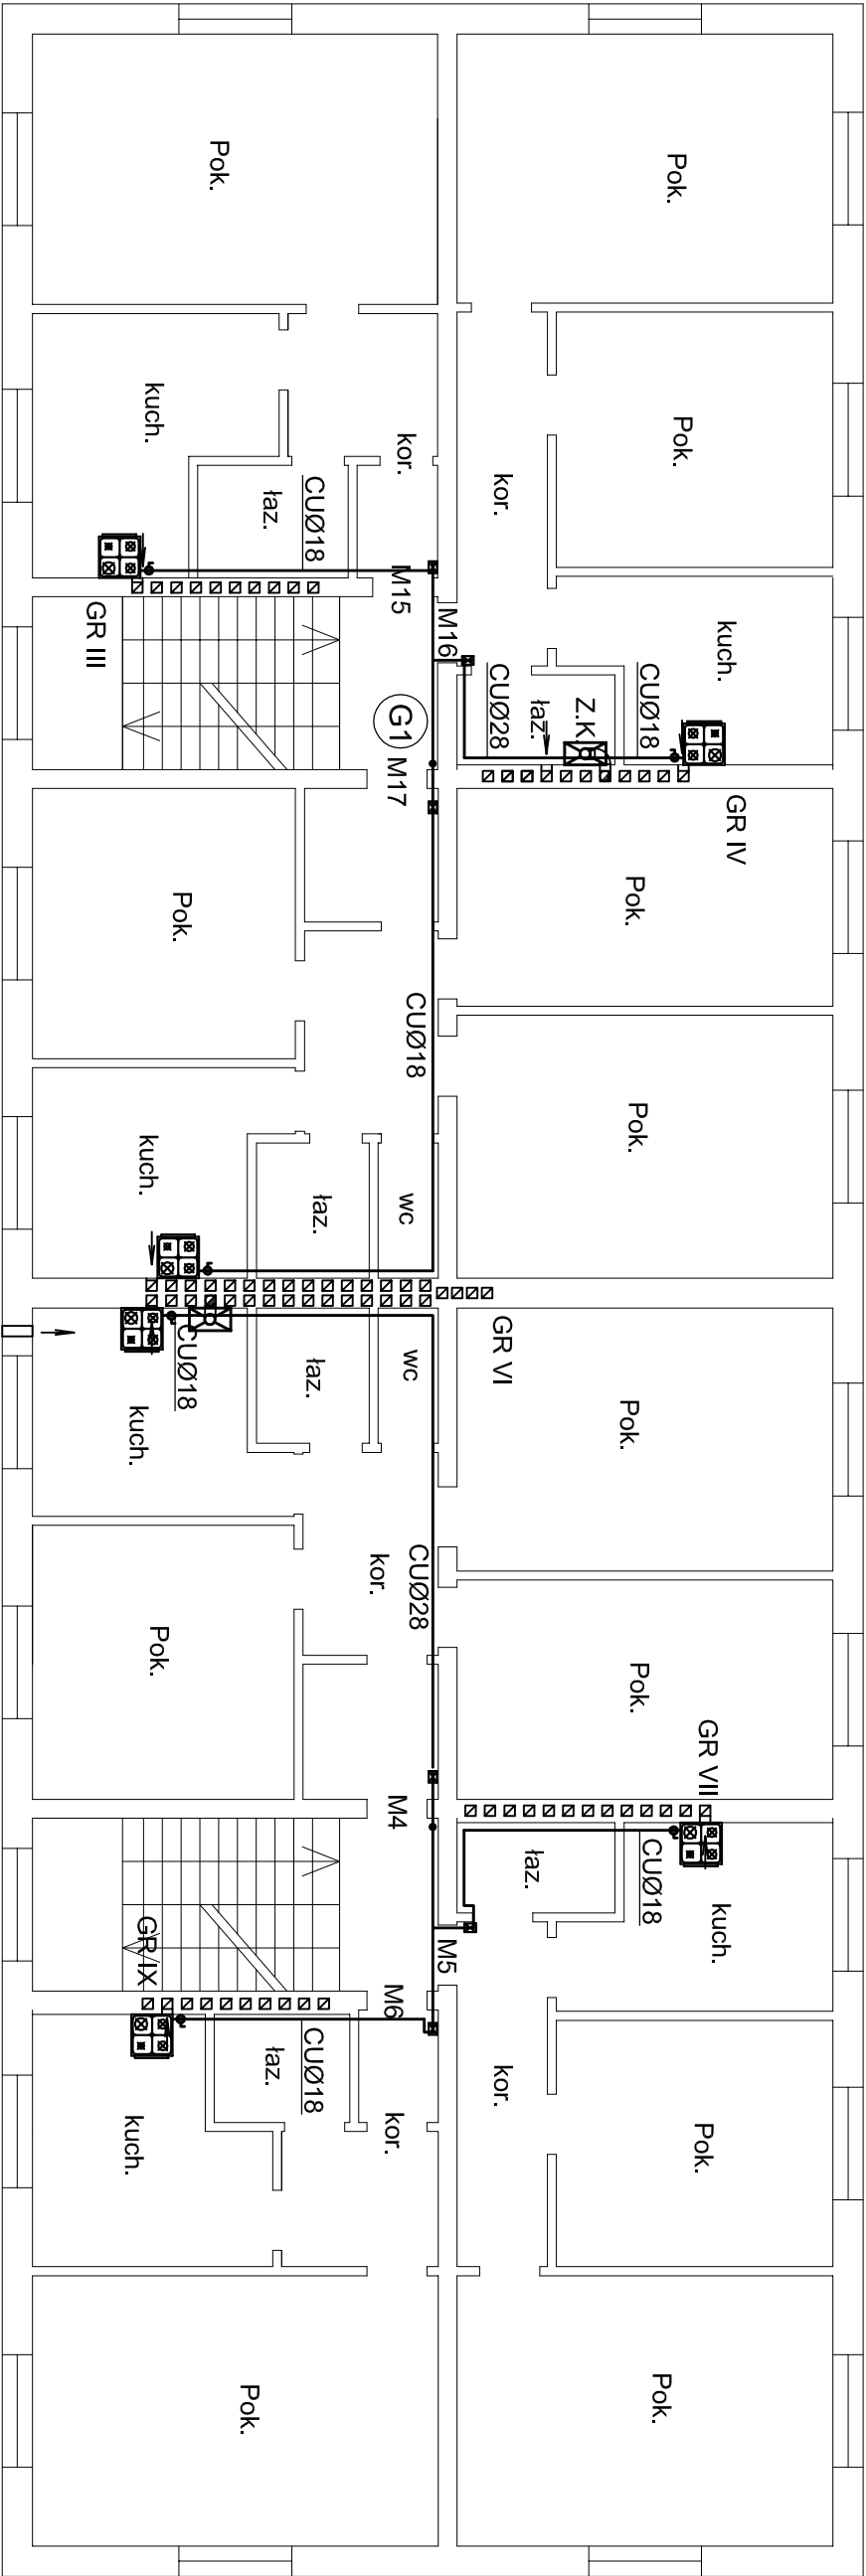 Pok.
Pok.
kuch.
kor.
łaz.
CUØ18
Pok.
kor.
M15
GR III
M16
kuch.
G1
CUØ28
łaz.
Z.K.
CUØ18
M17
GR IV
Pok.
Pok.
CUØ18
Pok.
kuch.
łaz.
wc
GR VI
CUØ18
łaz.
wc
kuch.
Pok.
CUØ28
kor.
Pok.
Pok.
GR VII
M4
łaz.
CUØ18
kuch.
GR IX
M5
M6
CUØ18
łaz.
kor.
kuch.
kor.
Pok.
Pok.
Pok.